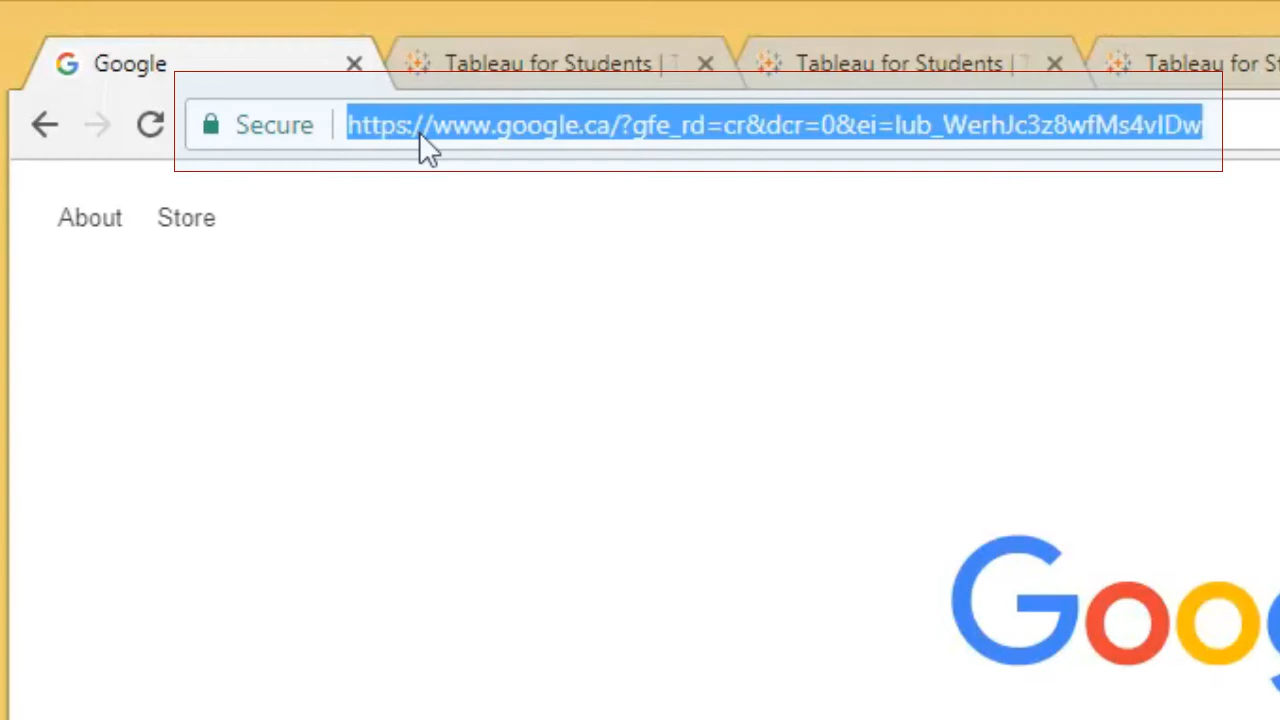 Google Tableau for Students | T Tableau for Students | T Tableau for St
Secure https://www.google.ca/?gfe_rd=cr&dcr=0&ei=Iub_WerhJc3z8wfMs4vIDw
About Store
Goog